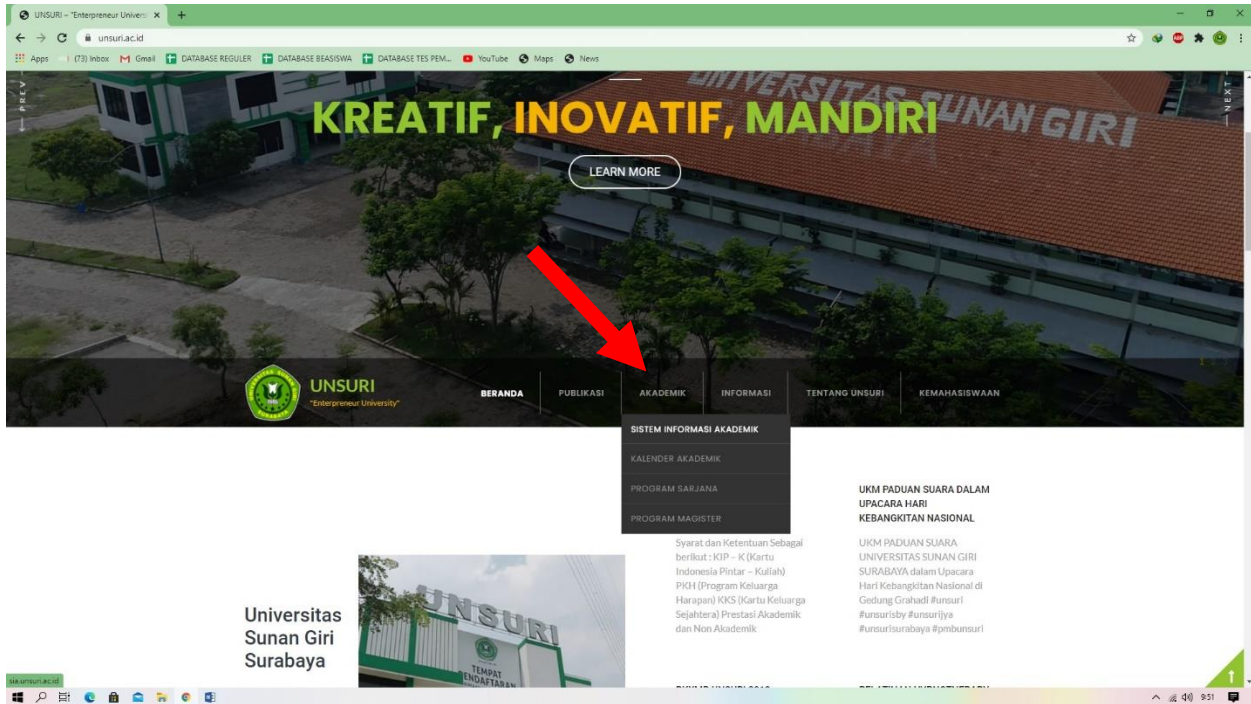 UNSURI – "Enterpreneur Univers
unsuri.ac.id
Apps (73) Inbox Gmail DATABASE REGULER DATABASE BEASISWA DATABASE TES PEM... YouTube Maps News
PREV
NEXT
UNIVERSITAS SUNAN GIRI
KREATIF, INOVATIF, MANDIRI
LEARN MORE
UNSURI
"Enterpreneur University"
BERANDA PUBLIKASI AKADEMIK INFORMASI TENTANG UNSURI KEMAHASISWAAN
SISTEM INFORMASI AKADEMIK
KALENDER AKADEMIK
PROGRAM SARJANA
PROGRAM MAGISTER
Syarat dan Ketentuan Sebagai
berikut : KIP – K (Kartu
Indonesia Pintar – Kuliah)
PKH (Program Keluarga
Harapan) KKS (Kartu Keluarga
Sejahtera) Prestasi Akademik
dan Non Akademik
UKM PADUAN SUARA DALAM
UPACARA HARI
KEBANGKITAN NASIONAL
UKM PADUAN SUARA
UNIVERSITAS SUNAN GIRI
SURABAYA dalam Upacara
Hari Kebangkitan Nasional di
Gedung Grahadi #unsuri
#unsurisby #unsurijya
#unsurisurabaya #pmbunsuri
Universitas
Sunan Giri
Surabaya
UNSURI
TEMPAT
PENDAFTARAN
sia.unsuri.ac.id
9:51